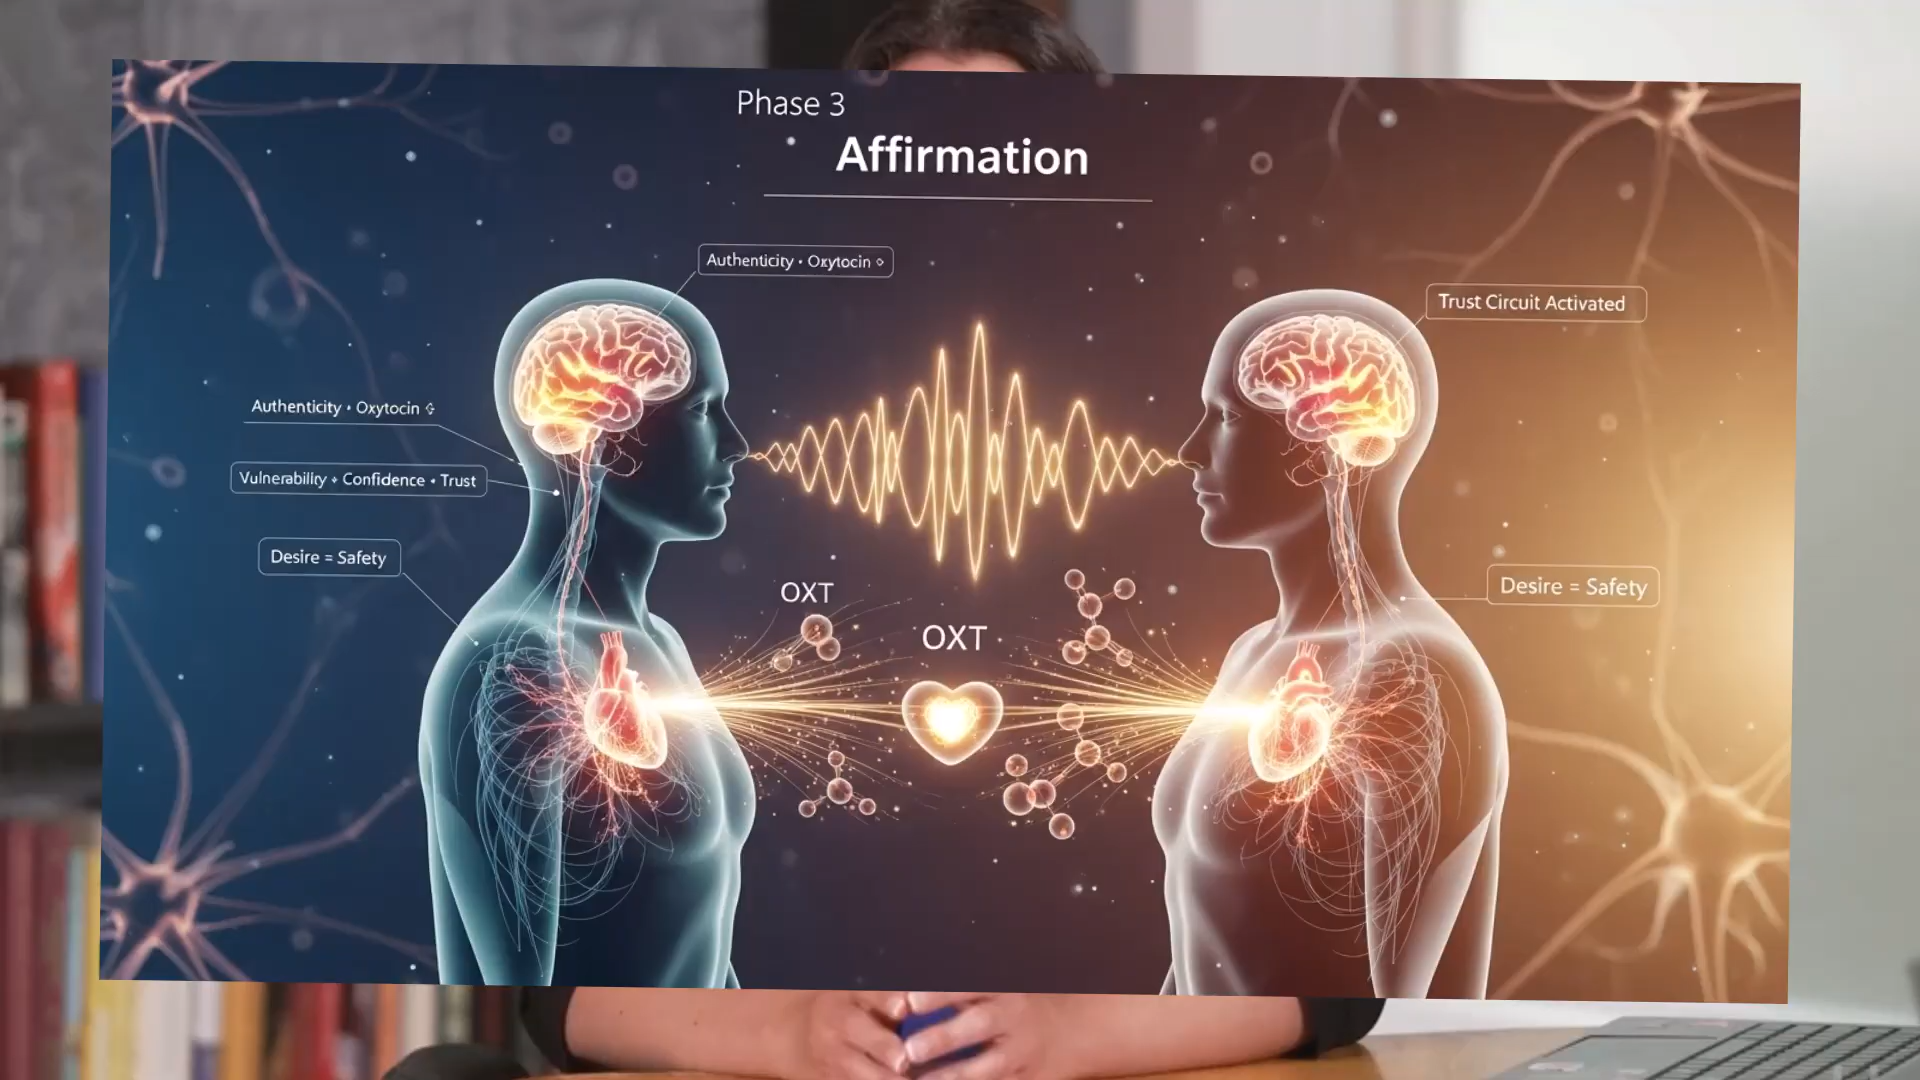 Phase 3
Affirmation
Authenticity • Oxytocin ◇
Trust Circuit Activated
Authenticity • Oxytocin
Vulnerability + Confidence • Trust
Desire = Safety
Desire = Safety
OXT
OXT